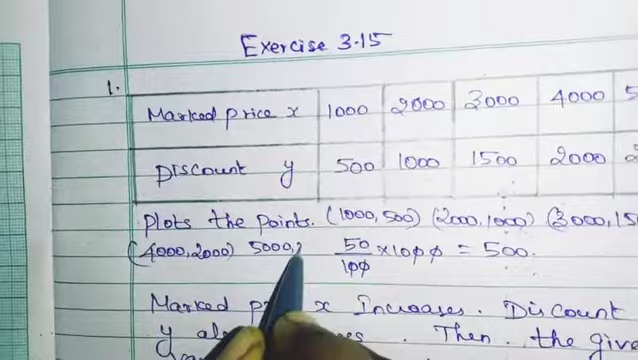 Exercise 3.15
1.
Marked price x 1000 2000 3000 4000
Discount y 500 1000 1500 2000
Plots the points. (1000,500) (2000,1000) (3000,15
(4000,2000) 5000, 50/100 × 1000 = 500.
Marked x Increases. Discount
y Then. the give